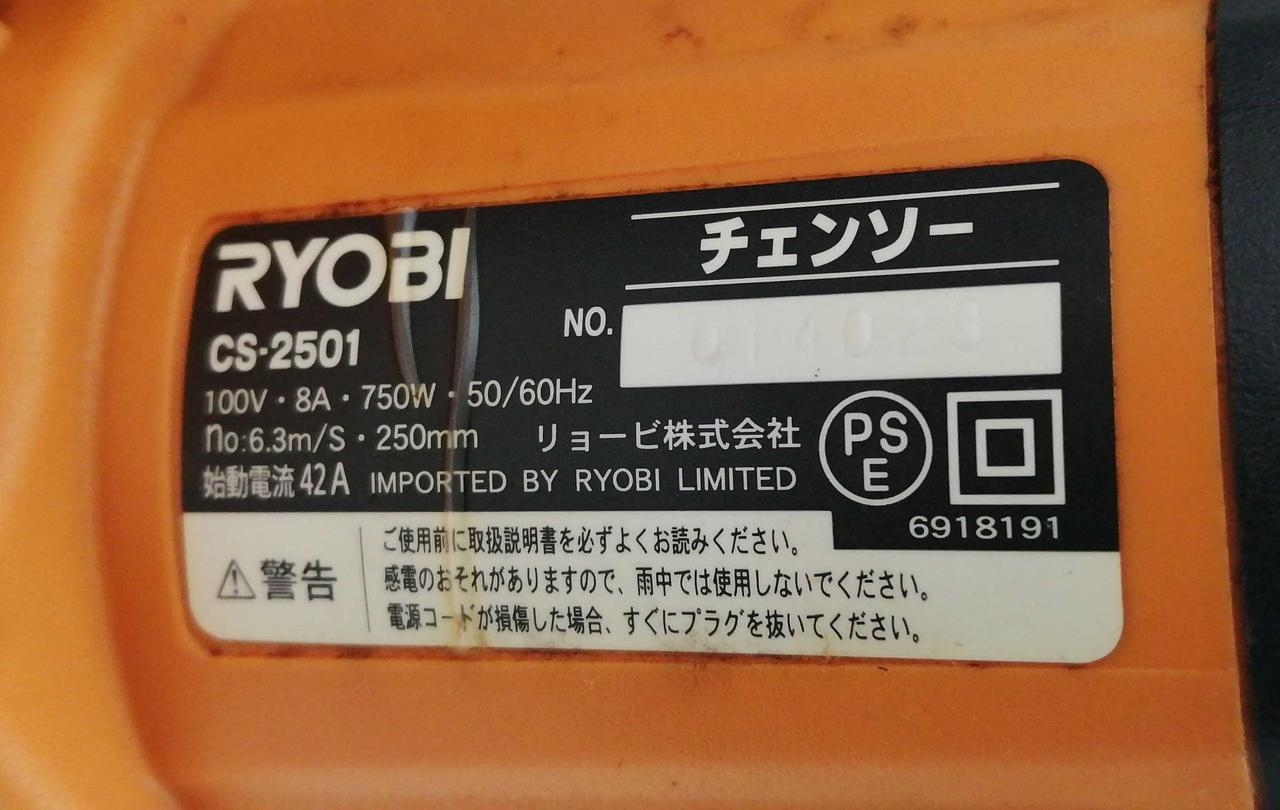 RYOBI
チェンソー
CS-2501
NO. 014023
100V・8A・750W・50/60Hz
no:6.3m/S・250mm リョービ株式会社
始動電流42A IMPORTED BY RYOBI LIMITED
PS
E
6918191
警告
ご使用前に取扱説明書を必ずよくお読みください。
感電のおそれがありますので、雨中では使用しないでください。
電源コードが損傷した場合、すぐにプラグを抜いてください。